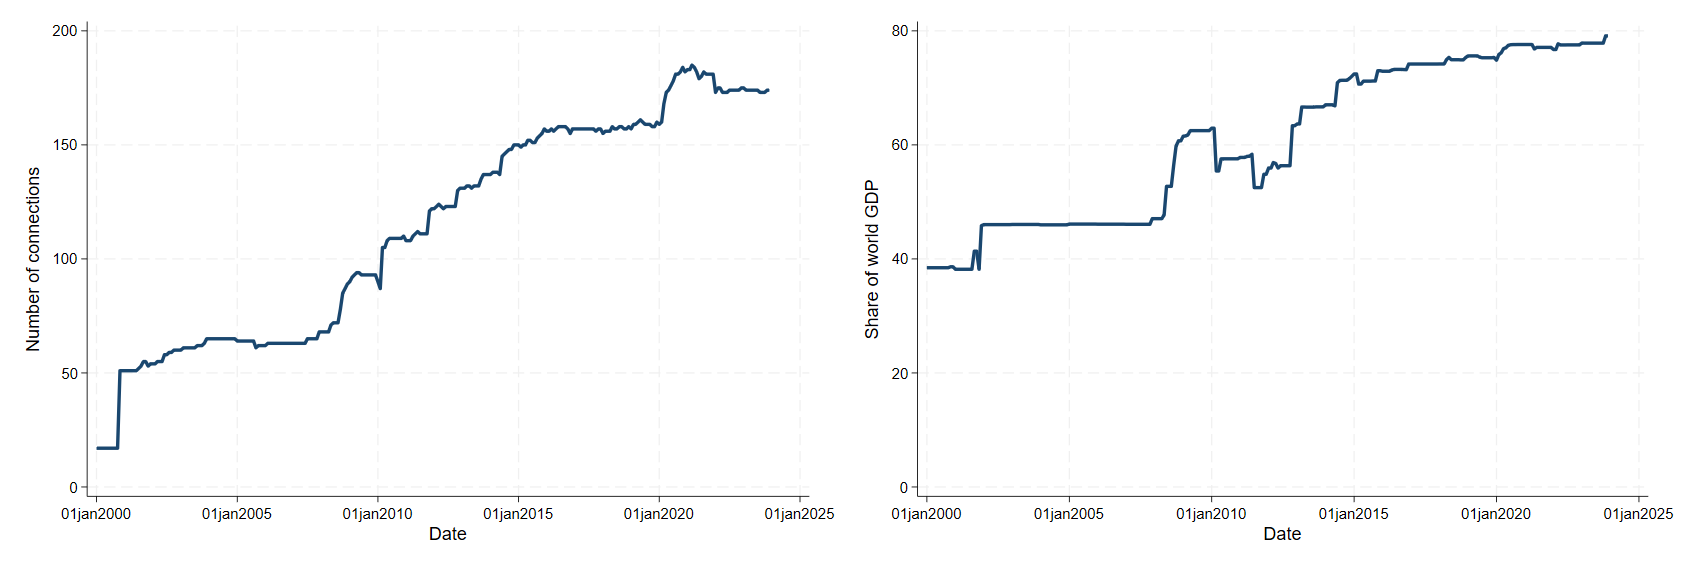 Number of connections
200
150
100
50
0
01jan2000 01jan2005 01jan2010 01jan2015 01jan2020 01jan2025
Date
Share of world GDP
80
60
40
20
0
01jan2000 01jan2005 01jan2010 01jan2015 01jan2020 01jan2025
Date